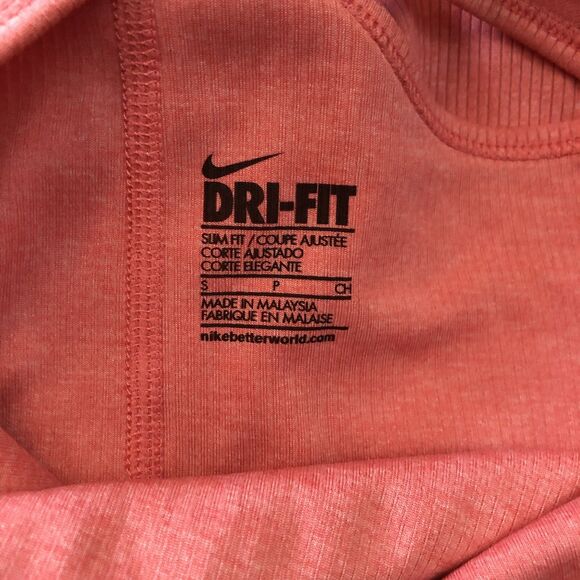 DRI-FIT
SLIM FIT / COUPE AJUSTÉE
CORTE AJUSTADO
CORTE ELEGANTE
S P CH
MADE IN MALAYSIA
FABRIQUE EN MALAISE
nikebetterworld.com